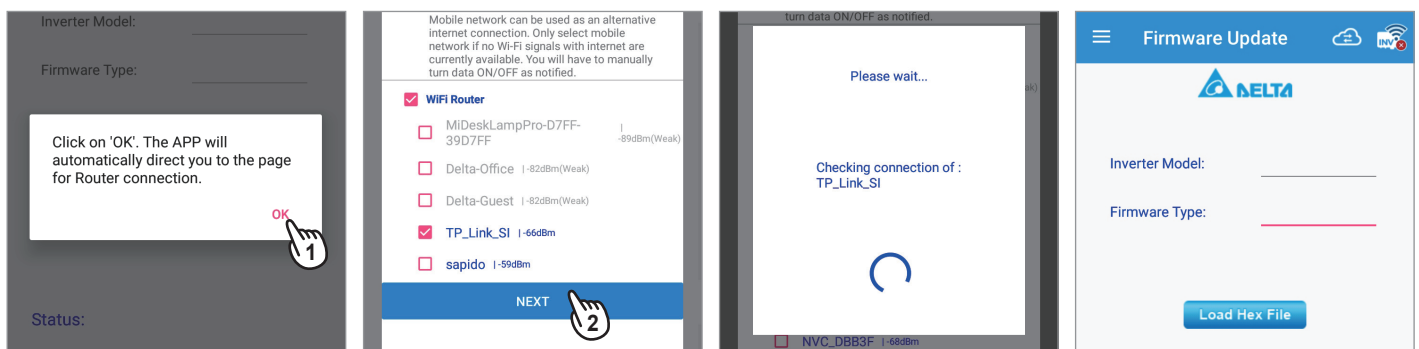 Inverter Model:
Firmware Type:
Click on 'OK'. The APP will
automatically direct you to the page
for Router connection.
OK
1
Status:
Mobile network can be used as an alternative
internet connection. Only select mobile
network if no Wi-Fi signals with internet are
currently available. You will have to manually
turn data ON/OFF as notified.
WiFi Router
MiDeskLampPro-D7FF-
39D7FF
|
-89dBm(Weak)
Delta-Office | -82dBm(Weak)
Delta-Guest | -82dBm(Weak)
TP_Link_SI | -66dBm
sapido | -59dBm
NEXT
2
turn data ON/OFF as notified.
Please wait...
ak)
Checking connection of :
TP_Link_SI
NVC_DBB3F | -68dBm
Firmware Update
INV
DELTA
Inverter Model:
Firmware Type:
Load Hex File